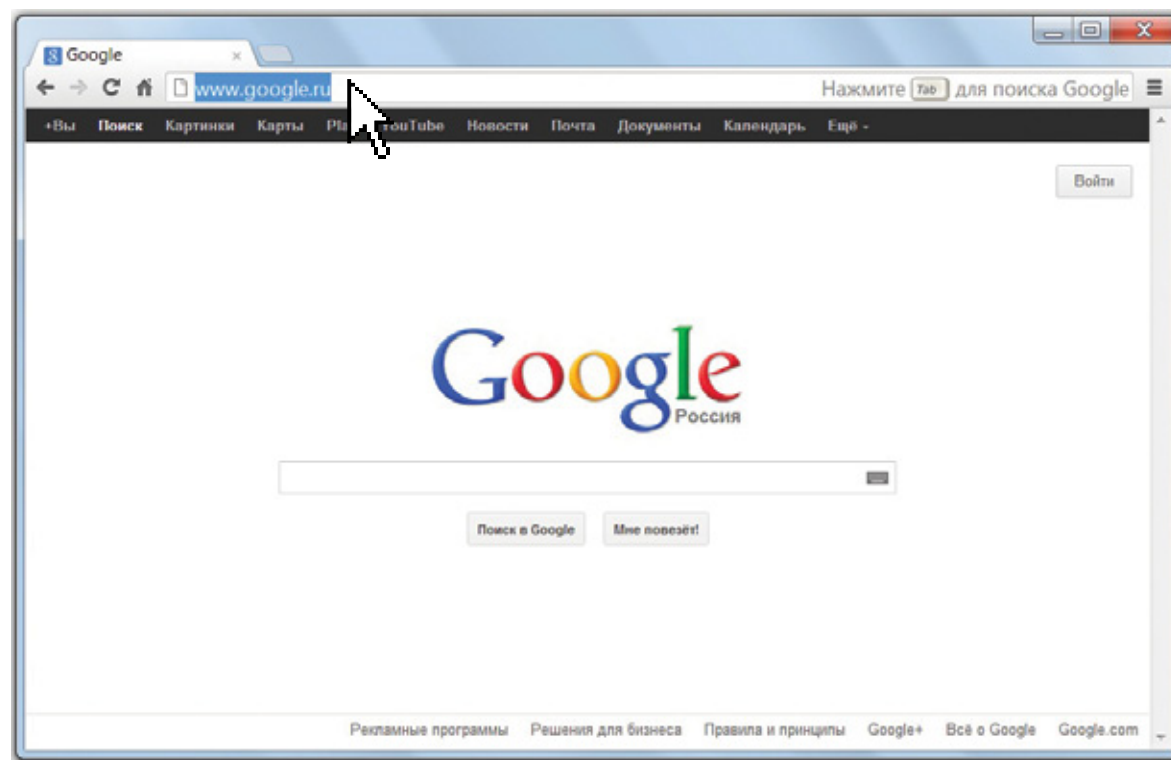 Google
www.google.ru Нажмите Tab для поиска Google
+Вы Поиск Картинки Карты YouTube Новости Почта Документы Календарь Ещё
Войти
Google
Россия
Поиск в Google Мне повезёт!
Рекламные программы Решения для бизнеса Правила и принципы Google+ Всё о Google Google.com